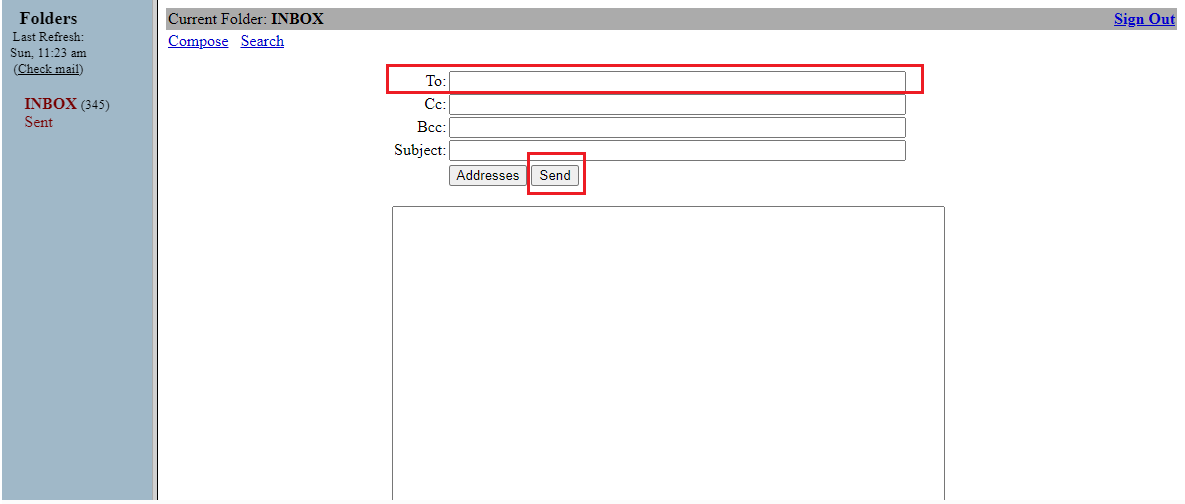 Folders
Last Refresh:
Sun, 11:23 am
(Check mail)
INBOX (345)
Sent
Current Folder: INBOX
Sign Out
Compose Search
To:
Cc:
Bcc:
Subject:
Addresses Send